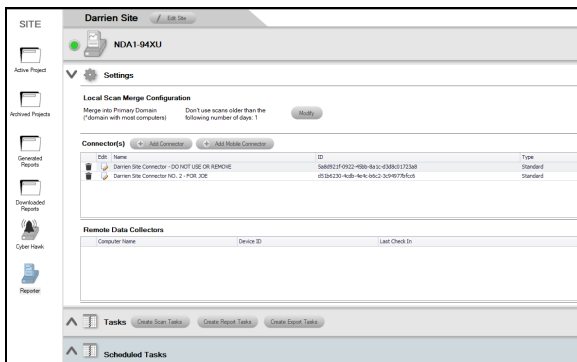 SITE
Darrien Site
Edit Site
NDA1-94XU
Active Project
Archived Projects
Generated
Reports
Downloaded
Reports
Cyber Hawk
Reporter
Settings
Local Scan Merge Configuration
Merge into Primary Domain
(*domain with most computers)
Don't use scans older than the
following number of days: 1
Modify
Connector(s)
Add Connector
Add Mobile Connector
Edit Name ID Type
Darrien Site Connector - DO NOT USE OR REMOVE Standard
Darrien Site Connector NO. 2 - FOR JOE Standard
Remote Data Collectors
Computer Name Device ID Last Check In
Tasks
Create Scan Tasks
Create Report Tasks
Create Export Tasks
Scheduled Tasks